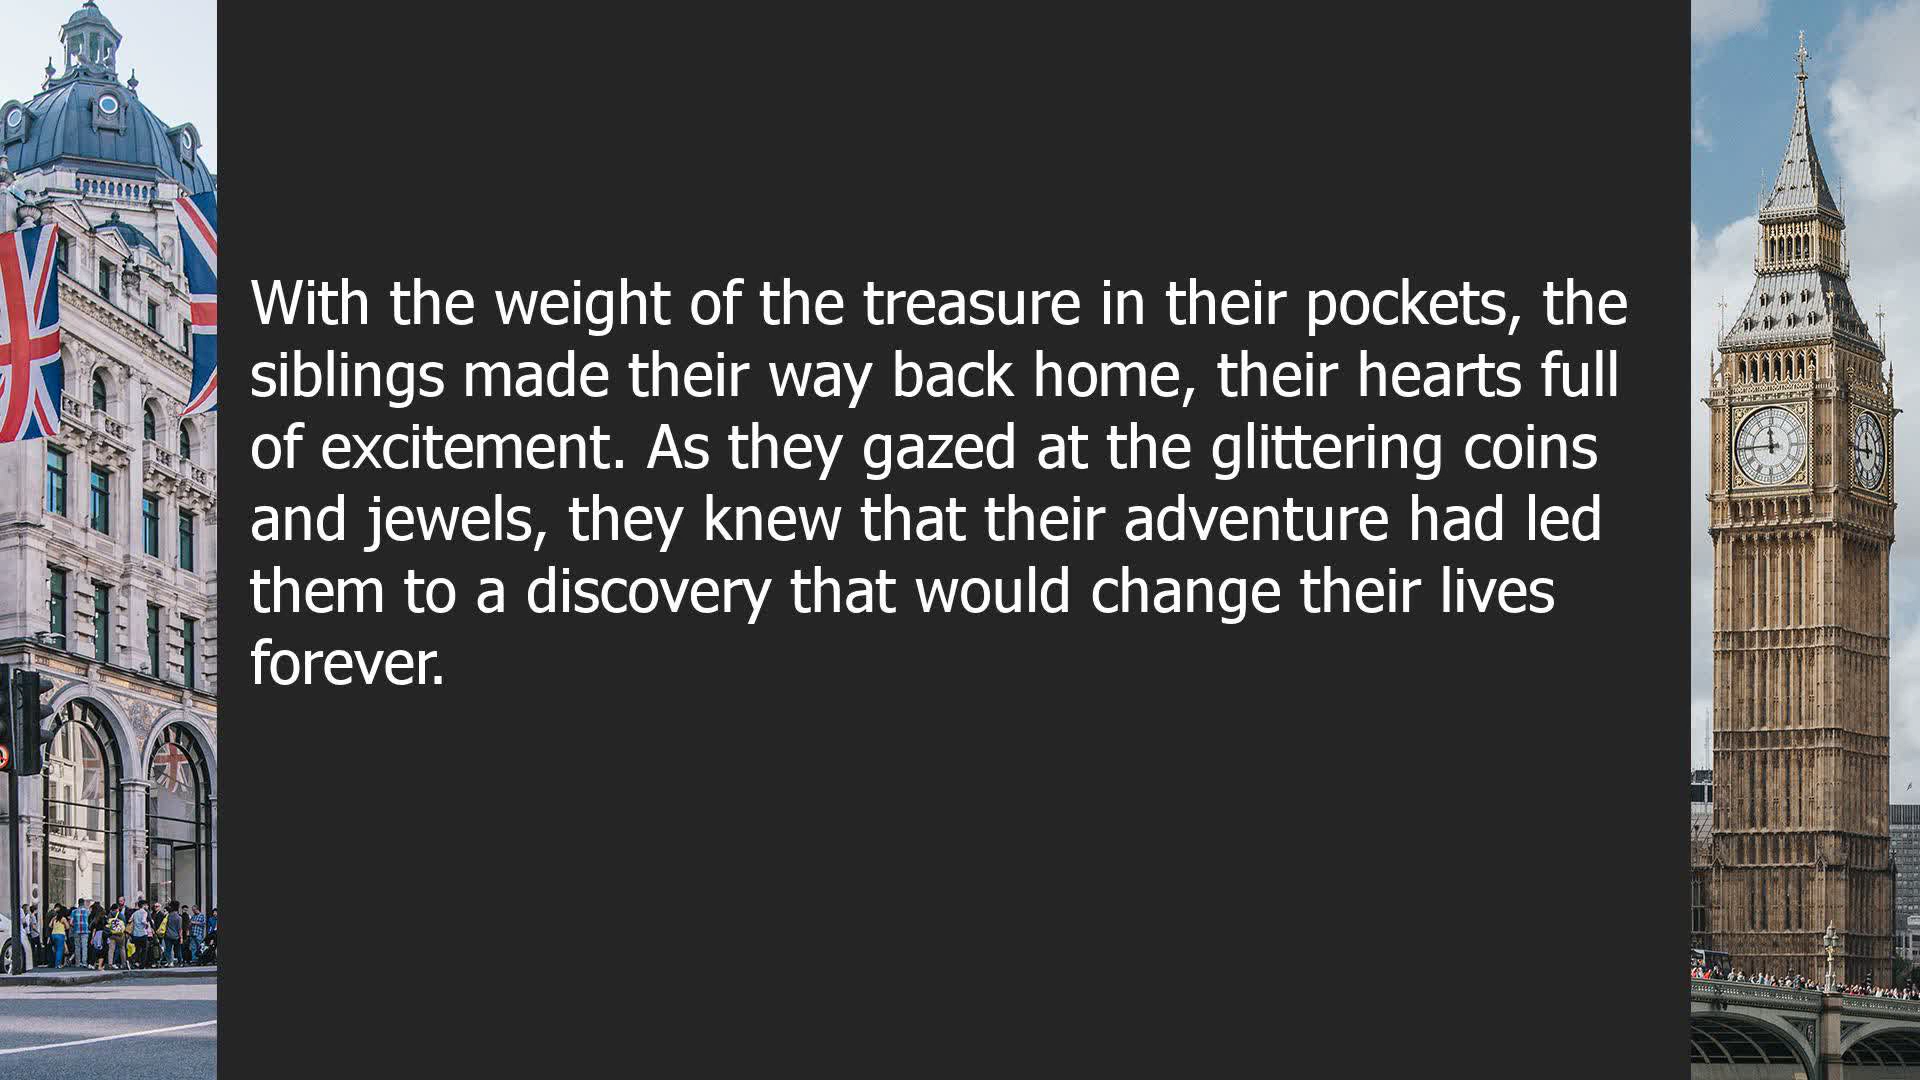 With the weight of the treasure in their pockets, the
siblings made their way back home, their hearts full
of excitement. As they gazed at the glittering coins
and jewels, they knew that their adventure had led
them to a discovery that would change their lives
forever.